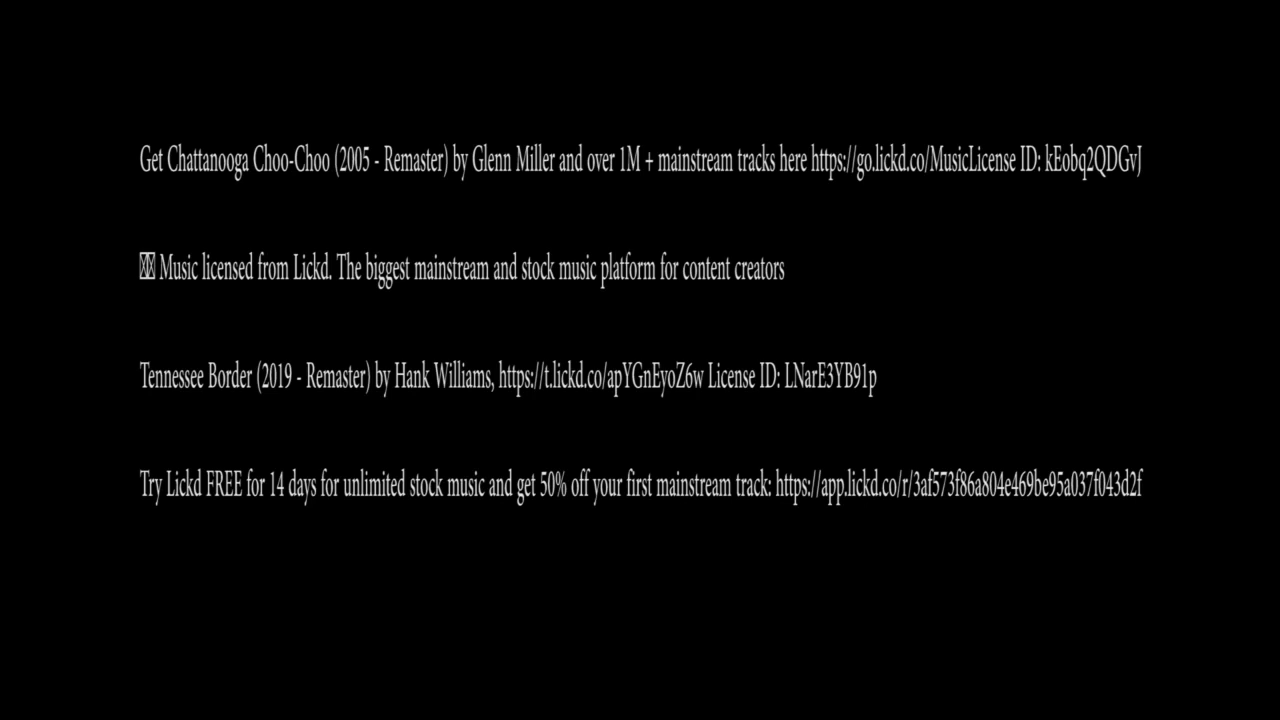 Get Chattanooga Choo-Choo (2005 - Remaster) by Glenn Miller and over 1M + mainstream tracks here https://go.lickd.co/MusicLicense ID: kEobq2QDGvJ
Music licensed from Lickd. The biggest mainstream and stock music platform for content creators
Tennessee Border (2019 - Remaster) by Hank Williams, https://t.lickd.co/apYGnEyoZ6w License ID: LNarE3YB91p
Try Lickd FREE for 14 days for unlimited stock music and get 50% off your first mainstream track: https://app.lickd.co/r/3af573f86a804e469be95a037f043d2f